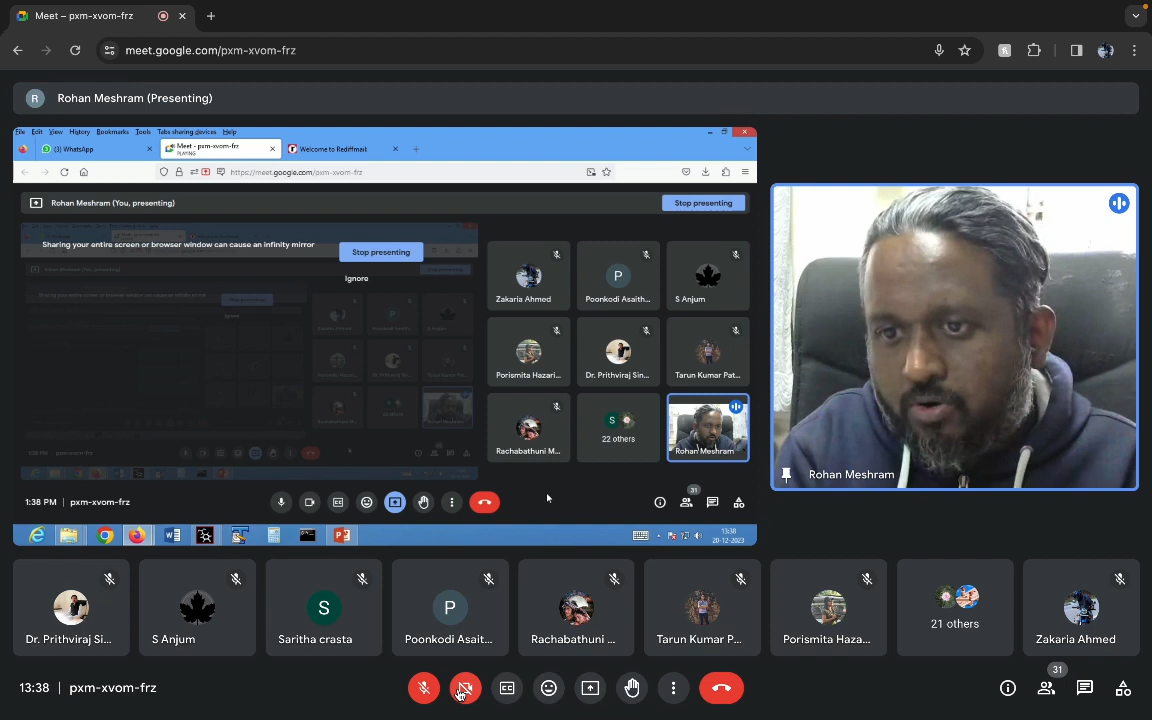 Meet – pxm-xvom-frz
meet.google.com/pxm-xvom-frz
R Rohan Meshram (Presenting)
File Edit View History Bookmarks Tools Tabs sharing devices Help
(3) WhatsApp
Meet - pxm-xvom-frz
PLAYING
Welcome to Rediffmail
https://meet.google.com/pxm-xvom-frz
Rohan Meshram (You, presenting)
Stop presenting
Sharing your entire screen or browser window can cause an infinity mirror
Stop presenting
Ignore
Zakaria Ahmed
P
Poonkodi Asaith...
S Anjum
Porismita Hazari...
Dr. Prithviraj Sin...
Tarun Kumar Pat...
Rachabathuni M...
S
22 others
Rohan Meshram
Rohan Meshram
1:38 PM | pxm-xvom-frz
31
13:38
20-12-2023
Dr. Prithviraj Si...
S Anjum
S
Saritha crasta
P
Poonkodi Asait...
Rachabathuni ...
Tarun Kumar P...
Porismita Haza...
21 others
Zakaria Ahmed
13:38 | pxm-xvom-frz
31